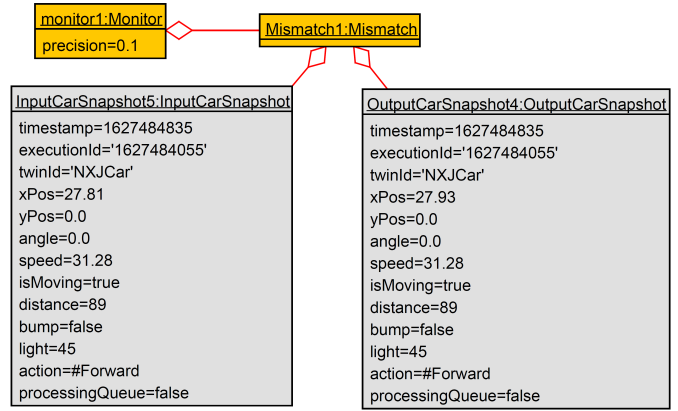 monitor1:Monitor
precision=0.1
Mismatch1:Mismatch
InputCarSnapshot5:InputCarSnapshot
timestamp=1627484835
executionId='1627484055'
twinId='NXJCar'
xPos=27.81
yPos=0.0
angle=0.0
speed=31.28
isMoving=true
distance=89
bump=false
light=45
action=#Forward
processingQueue=false
OutputCarSnapshot4:OutputCarSnapshot
timestamp=1627484835
executionId='1627484055'
twinId='NXJCar'
xPos=27.93
yPos=0.0
angle=0.0
speed=31.28
isMoving=true
distance=89
bump=false
light=45
action=#Forward
processingQueue=false